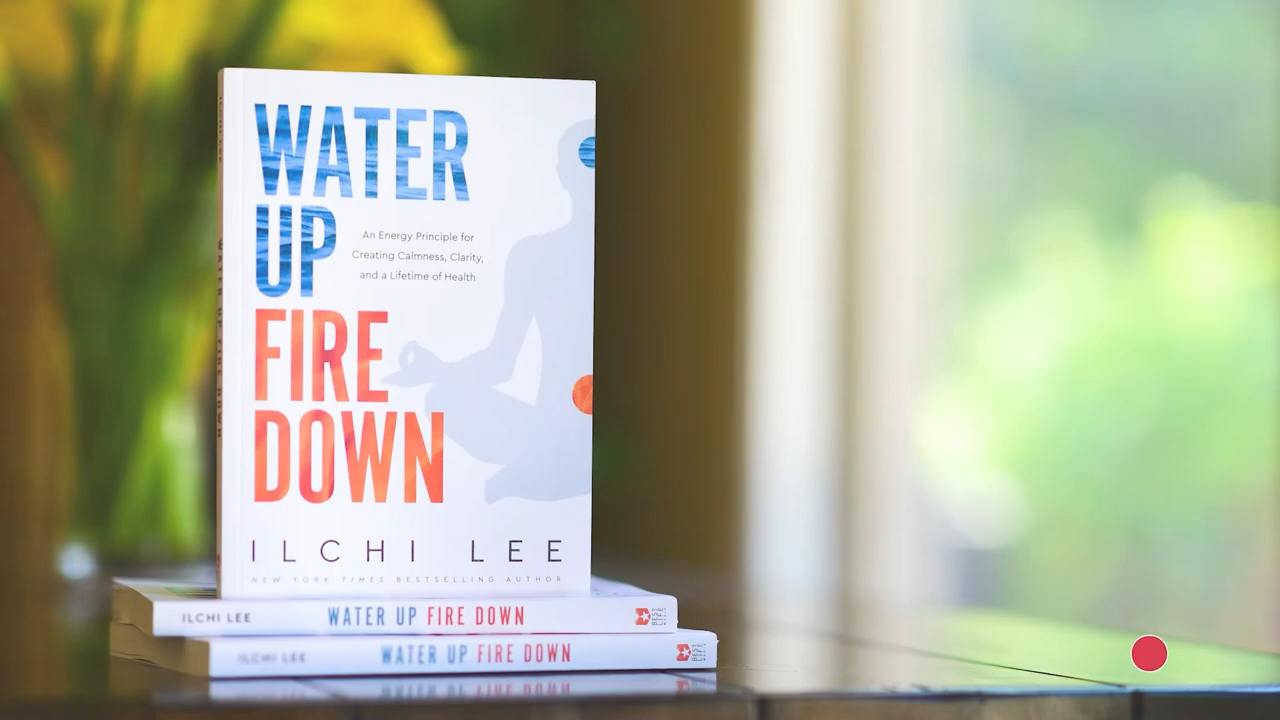 WATER
UP
An Energy Principle for
Creating Calmness, Clarity,
and a Lifetime of Health
FIRE
DOWN
ILCHI LEE
NEW YORK TIMES BESTSELLING AUTHOR
ILCHI LEE WATER UP FIRE DOWN
ILCHI LEE WATER UP FIRE DOWN